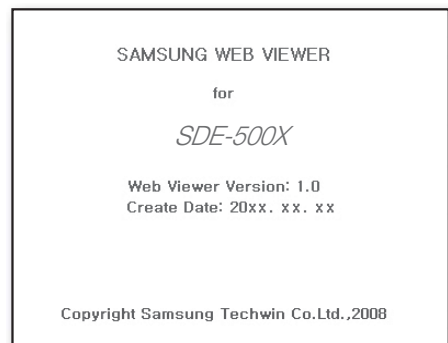 SAMSUNG WEB VIEWER
for
SDE-500X
Web Viewer Version: 1.0
Create Date: 20xx. xx. xx
Copyright Samsung Techwin Co.Ltd.,2008